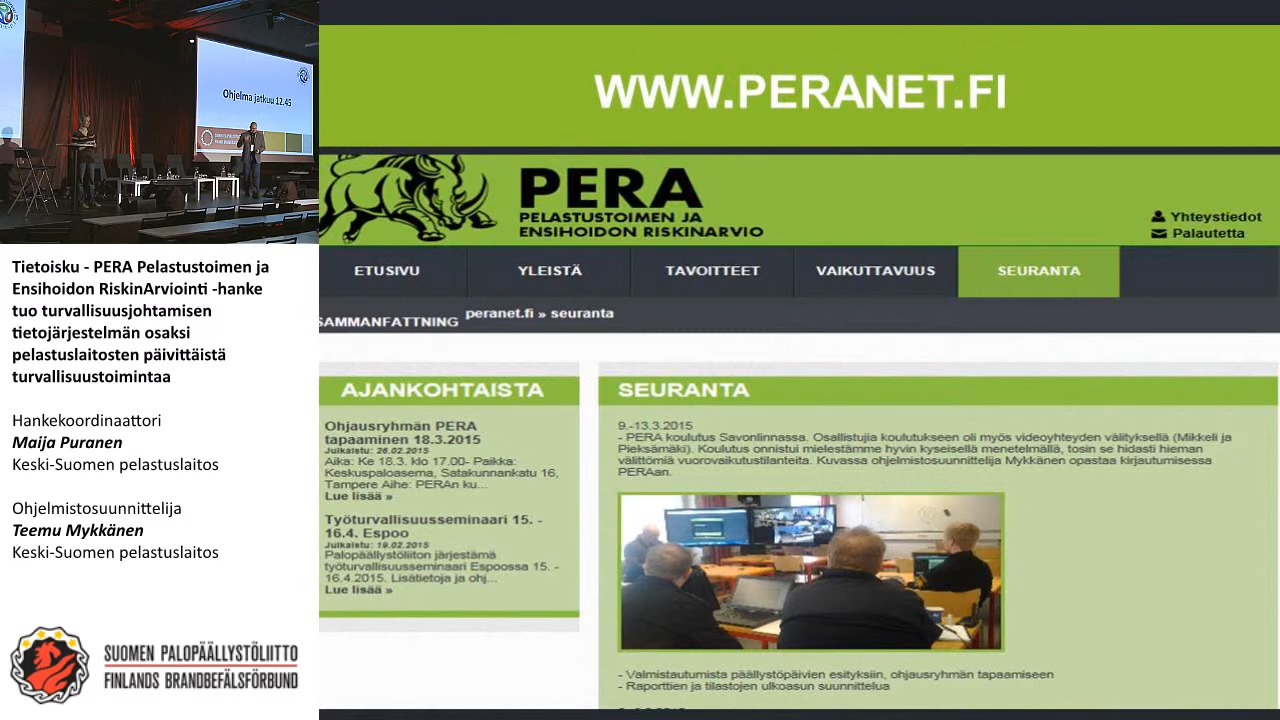 Ohjelma jatkuu 12.45
Tietoisku - PERA Pelastustoimen ja
Ensihoidon RiskinArviointi -hanke
tuo turvallisuusjohtamisen
tietojärjestelmän osaksi
pelastuslaitosten päivittäistä
turvallisuustoimintaa
Hankekoordinaattori
Maija Puranen
Keski-Suomen pelastuslaitos
Ohjelmistosuunnittelija
Teemu Mykkänen
Keski-Suomen pelastuslaitos
SUOMEN PALOPÄÄLLYSTÖLIITTO
FINLANDS BRANDBEFÄLSFÖRBUND
WWW.PERANET.FI
PERA
PELASTUSTOIMEN JA
ENSIHOIDON RISKINARVIO
Yhteystiedot
Palautetta
ETUSIVU YLEISTÄ TAVOITTEET VAIKUTTAVUUS SEURANTA
SAMMANFATTNING peranet.fi » seuranta
AJANKOHTAISTA
Ohjausryhmän PERA
tapaaminen 18.3.2015
Julkaistu: 26.02.2015
Aika: Ke 18.3. klo 17.00- Paikka:
Keskuspaloasema, Satakunnankatu 16,
Tampere Aihe: PERAn ku...
Lue lisää »
Työturvallisuusseminaari 15. -
16.4. Espoo
Julkaistu: 19.02.2015
Palopäällystöliiton järjestämä
työturvallisuusseminaari Espoossa 15. -
16.4.2015. Lisätietoja ja ohj...
Lue lisää »
SEURANTA
9.-13.3.2015
- PERA koulutus Savonlinnassa. Osallistujia koulutukseen oli myös videoyhteyden välityksellä (Mikkeli ja
Pieksämäki). Koulutus onnistui mielestämme hyvin kyseisellä menetelmällä, tosin se hidasti hieman
välittömiä vuorovaikutustilanteita. Kuvassa ohjelmistosuunnittelija Mykkänen opastaa kirjautumisessa
PERAan.
- Valmistautumista päällystöpäivien esityksiin, ohjausryhmän tapaamiseen
- Raporttien ja tilastojen ulkoasun suunnittelua